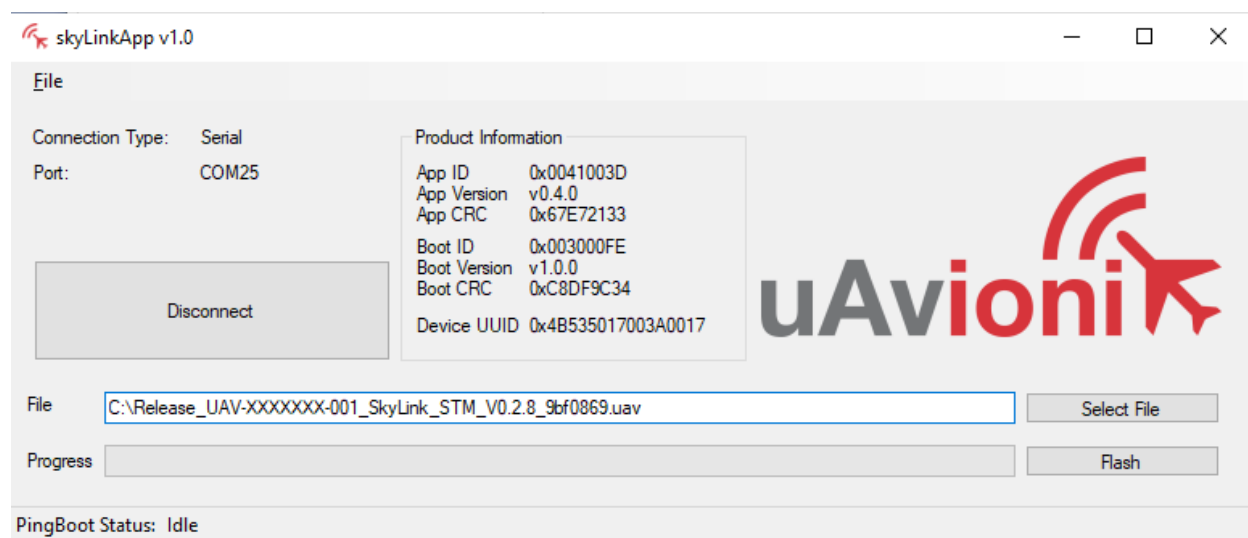 skyLinkApp v1.0
File
Connection Type: Serial
Port: COM25
Disconnect
Product Information
App ID 0x0041003D
App Version v0.4.0
App CRC 0x67E72133
Boot ID 0x003000FE
Boot Version v1.0.0
Boot CRC 0xC8DF9C34
Device UUID 0x4B535017003A0017
uAvioni
File C:\Release_UAV-XXXXXXX-001_SkyLink_STM_V0.2.8_9bf0869.uav Select File
Progress Flash
PingBoot Status: Idle